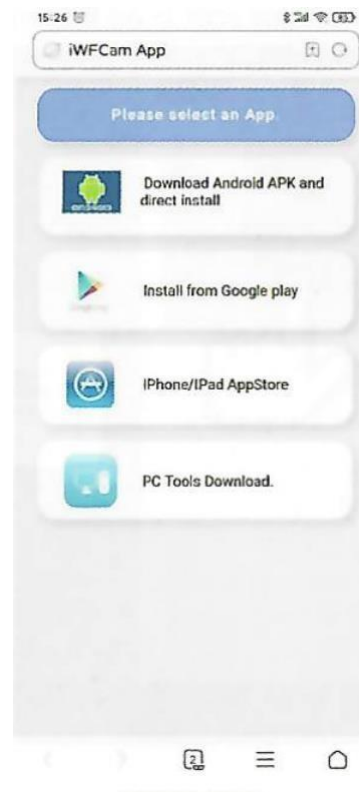 15:26
iWFCam App
Please select an App.
Download Android APK and
direct install
Install from Google play
IPhone/IPad AppStore
PC Tools Download.
2